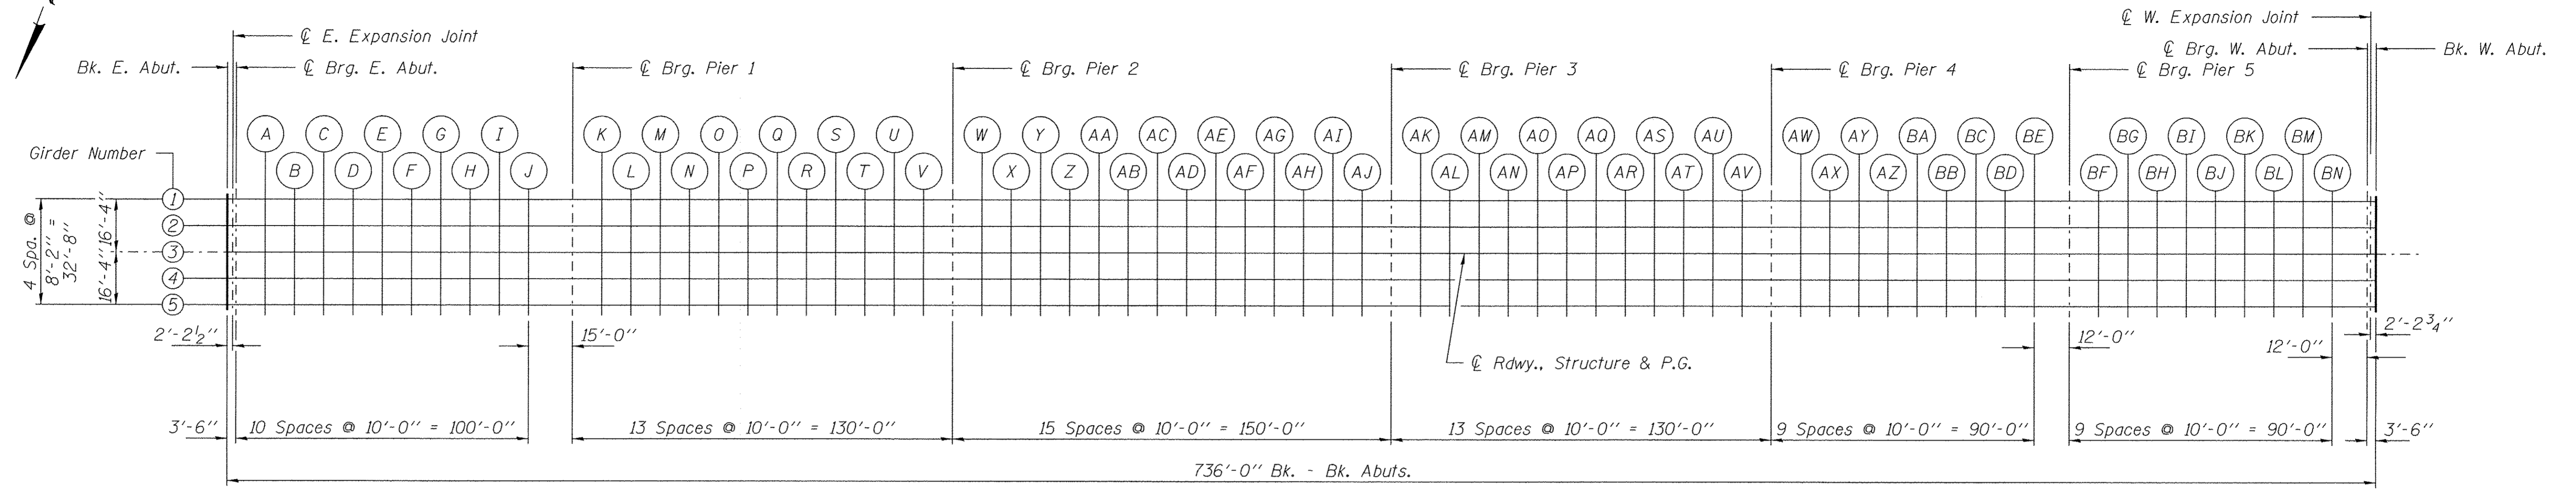 ℄ W. Expansion Joint
℄ E. Expansion Joint
℄ Brg. W. Abut.
Bk. W. Abut.
Bk. E. Abut.
℄ Brg. E. Abut.
℄ Brg. Pier 1
℄ Brg. Pier 2
℄ Brg. Pier 3
℄ Brg. Pier 4
℄ Brg. Pier 5
A C E G I K M O Q S U W Y AA AC AE AG AI AK AM AO AQ AS AU AW AY BA BC BE BG BI BK BM
Girder Number
B D F H J L N P R T V X Z AB AD AF AH AJ AL AN AP AR AT AV AX AZ BB BD BF BH BJ BL BN
1
2
3
4
5
4 Spa. @
8'-2" =
32'-8"
16'-4"
16'-4"
2'-2½"
15'-0"
12'-0"
12'-0"
2'-2¾"
℄ Rdwy., Structure & P.G.
3'-6"
10 Spaces @ 10'-0" = 100'-0"
13 Spaces @ 10'-0" = 130'-0"
15 Spaces @ 10'-0" = 150'-0"
13 Spaces @ 10'-0" = 130'-0"
9 Spaces @ 10'-0" = 90'-0"
9 Spaces @ 10'-0" = 90'-0"
3'-6"
736'-0" Bk. - Bk. Abuts.